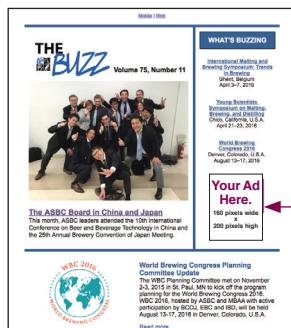 Mobile | Web
THE
BUZZ
Volume 75, Number 11
The ASBC Board in China and Japan
This month, ASBC leaders attended the 10th International
Conference on Beer and Beverage Technology in China and
the 25th Annual Brewery Convention of Japan Meeting.
WHAT'S BUZZING
International Malting and
Brewing Symposium: Trends
in Brewing
Ghent, Belgium
April 3–7, 2016
Young Scientists
Symposium on Malting,
Brewing, and Distilling
Chico, California, U.S.A.
April 21–23, 2016
World Brewing
Congress 2016
Denver, Colorado, U.S.A.
August 13–17, 2016
Your Ad
Here.
160 pixels wide
x
200 pixels high
WBC 2016
WORLD BREWING CONGRESS
World Brewing Congress Planning
Committee Update
The WBC Planning Committee met on November
2-3, 2015 in St. Paul, MN to kick off the program
planning for the World Brewing Congress 2016.
WBC 2016, hosted by ASBC and MBAA with active
participation by BCOJ, EBC and IBD, will be held
August 13–17, 2016 in Denver, Colorado, U.S.A.
Read more